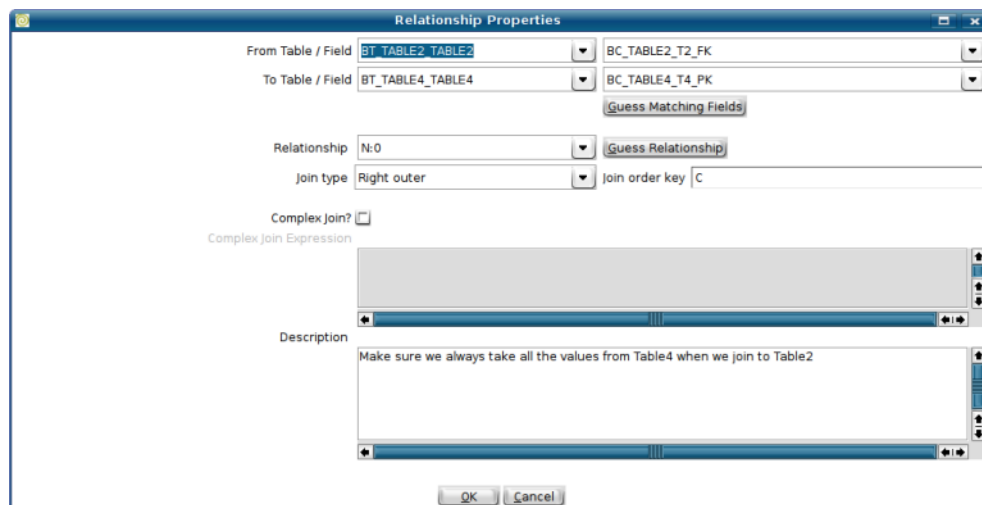 Relationship Properties
From Table / Field BT_TABLE2_TABLE2 BC_TABLE2_T2_FK
To Table / Field BT_TABLE4_TABLE4 BC_TABLE4_T4_PK
Guess Matching Fields
Relationship N:0 Guess Relationship
Join type Right outer Join order key C
Complex Join?
Complex Join Expression
Description
Make sure we always take all the values from Table4 when we join to Table2
OK Cancel